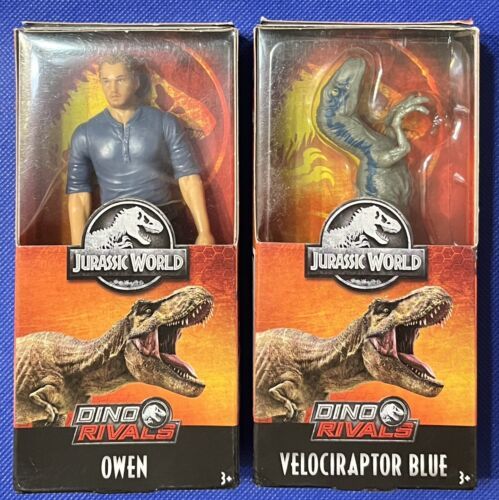 JURASSIC WORLD
DINO
RIVALS
OWEN
3+
JURASSIC WORLD
DINO
RIVALS
VELOCIRAPTOR BLUE
3+